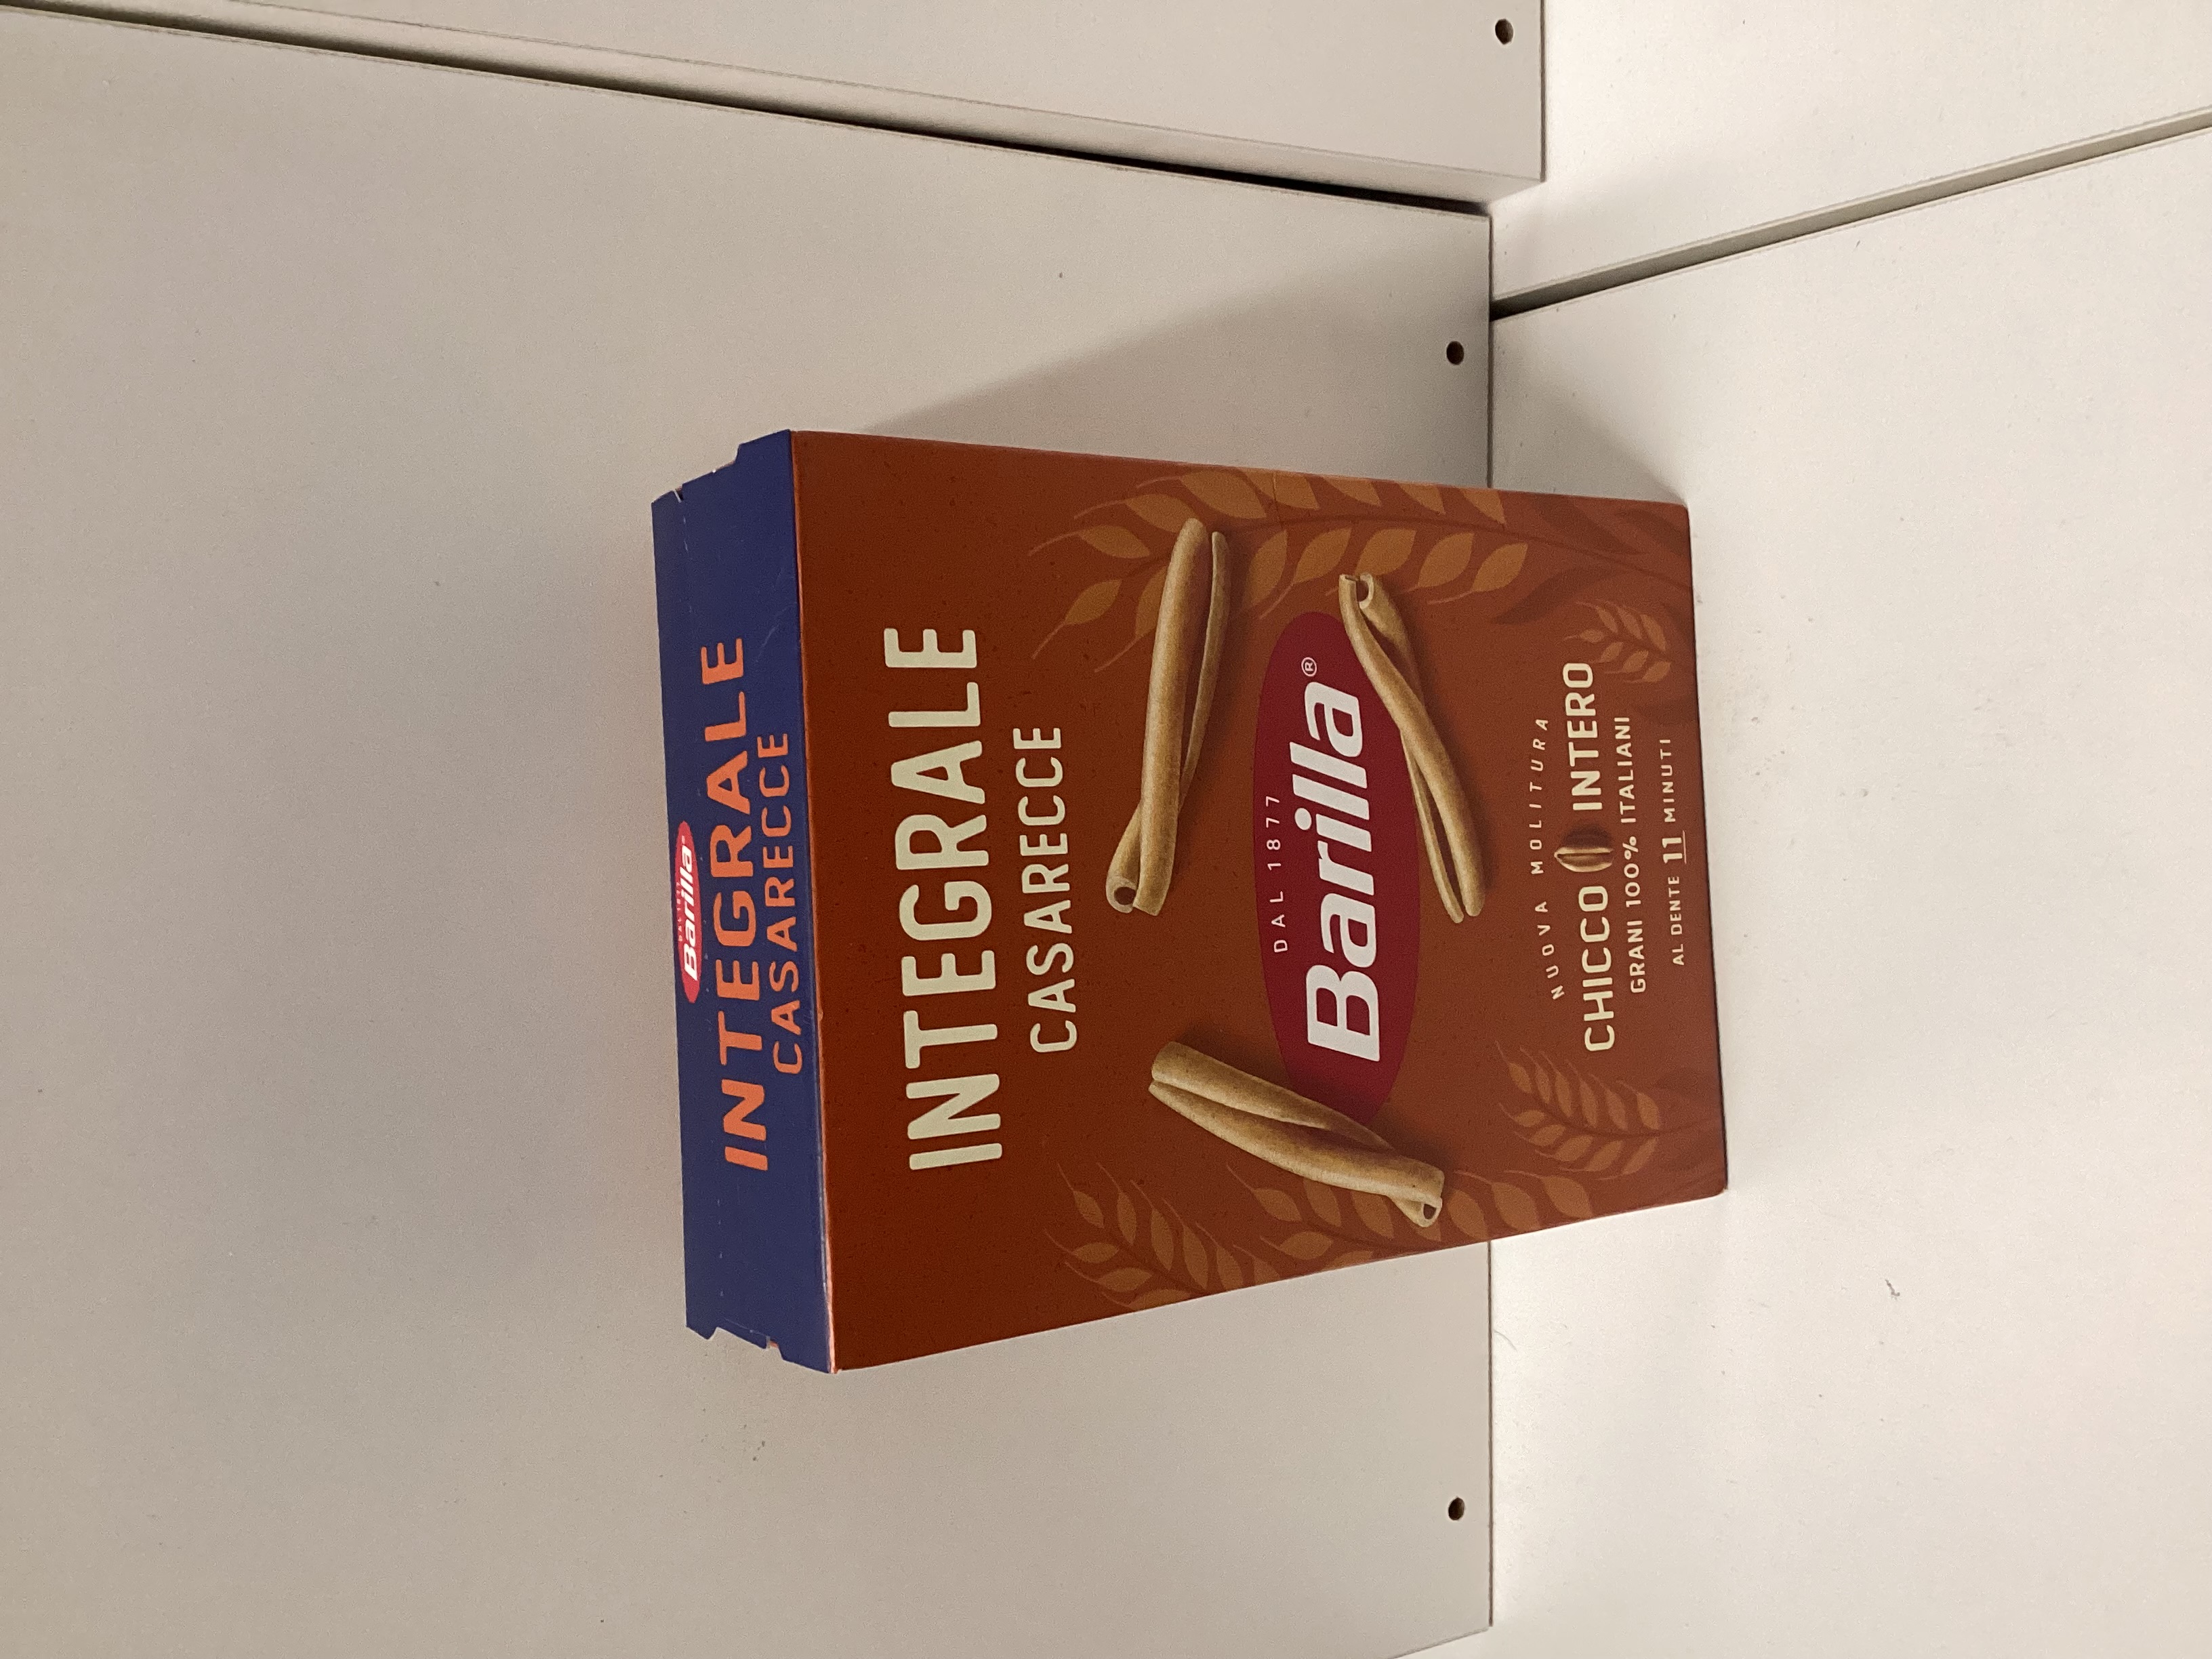 Barilla
INTEGRALE
CASARECCE
INTEGRALE
CASARECCE
DAL 1877
Barilla®
NUOVA MOLITURA
CHICCO INTERO
GRANI 100% ITALIANI
AL DENTE 11 MINUTI